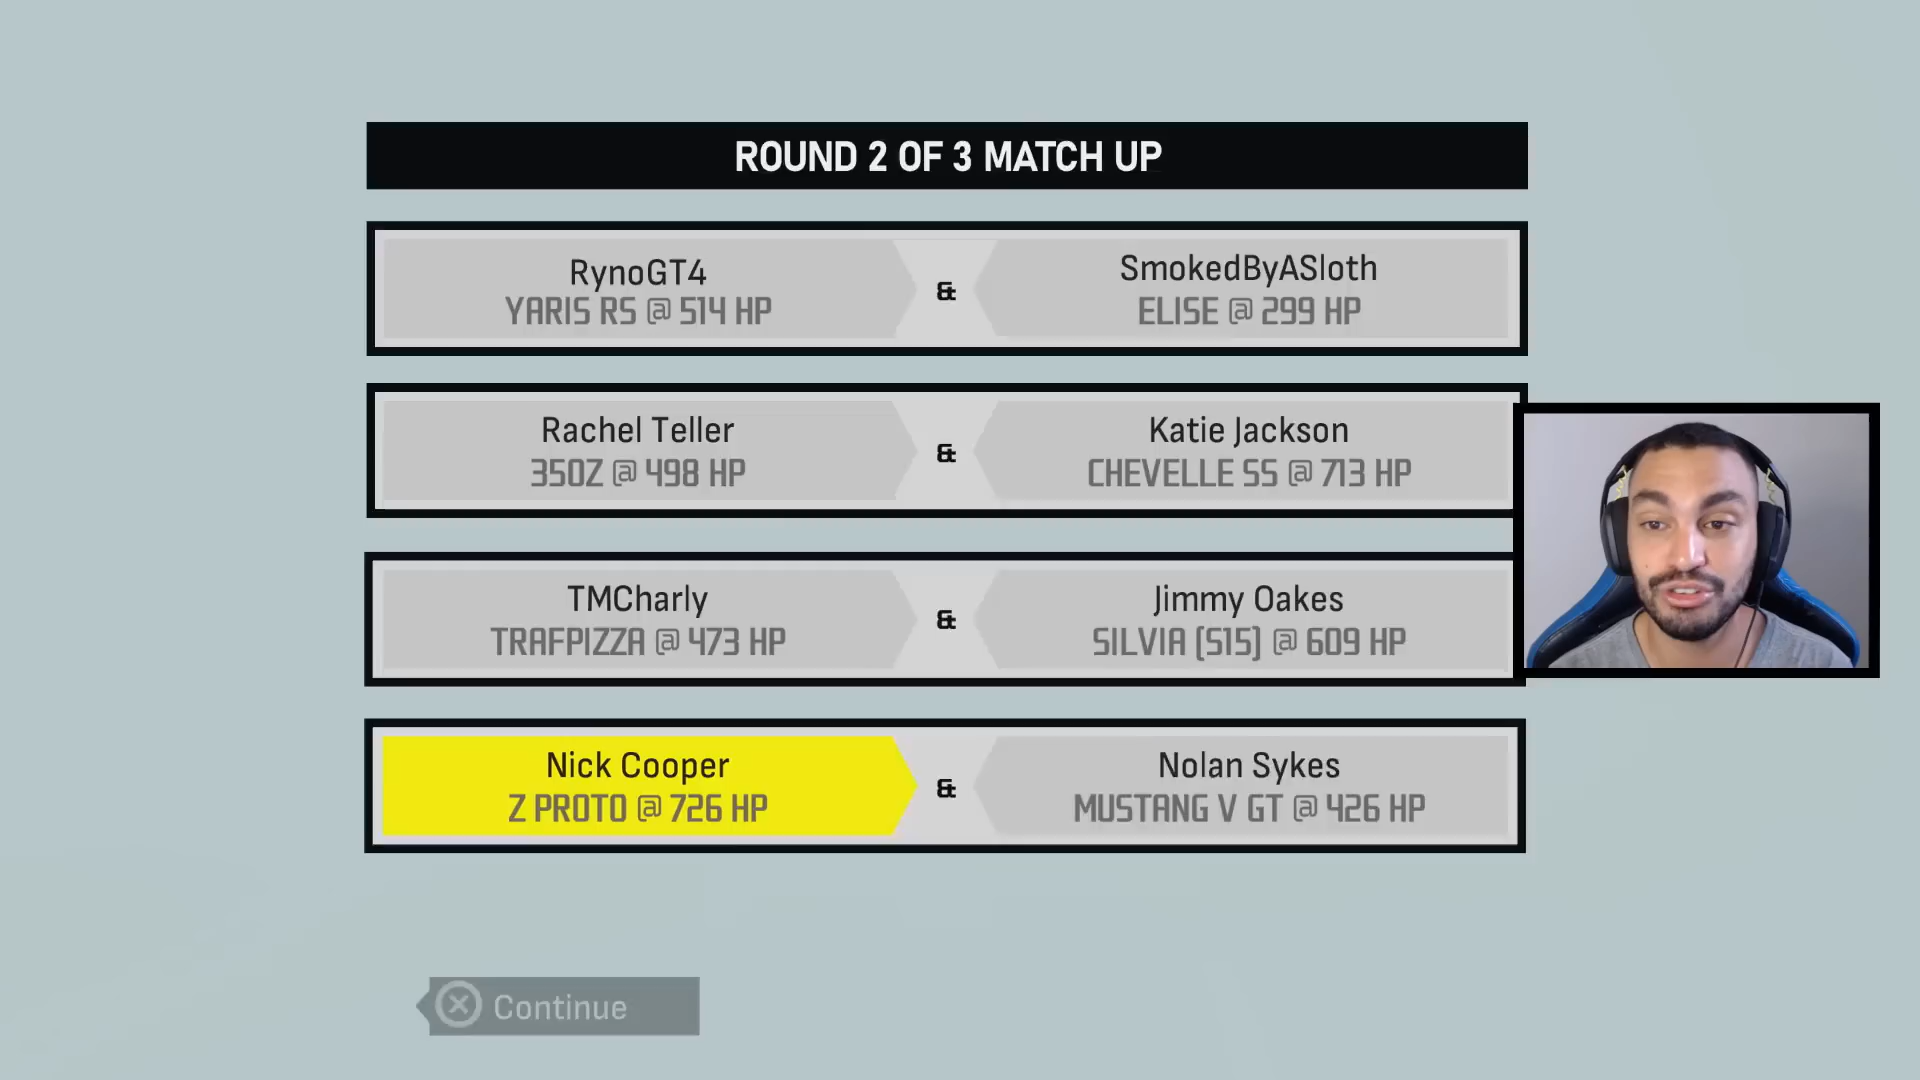 ROUND 2 OF 3 MATCH UP
RynoGT4
YARIS RS @ 514 HP
&
SmokedByASloth
ELISE @ 299 HP
Rachel Teller
350Z @ 498 HP
&
Katie Jackson
CHEVELLE SS @ 713 HP
TMCharly
TRAFPIZZA @ 473 HP
&
Jimmy Oakes
SILVIA (S15) @ 609 HP
Nick Cooper
Z PROTO @ 726 HP
&
Nolan Sykes
MUSTANG V GT @ 426 HP
Continue